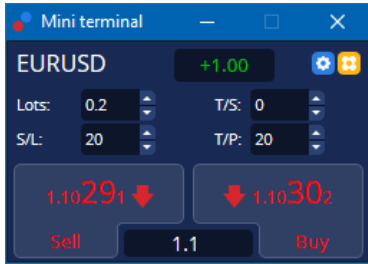 Mini terminal
EURUSD +1.00
Lots: 0.2 T/S: 0
S/L: 20 T/P: 20
1.10291 1.10302
Sell 1.1 Buy